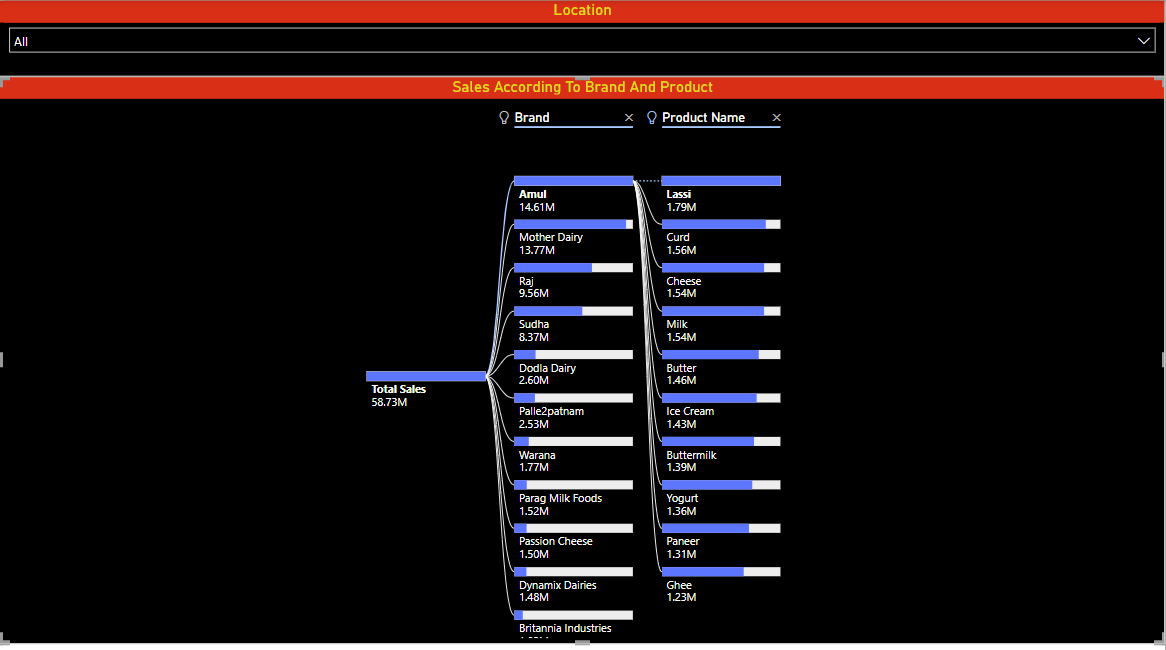 Location
All
Sales According To Brand And Product
Brand
Product Name
Total Sales
58.73M
Amul
14.61M
Mother Dairy
13.77M
Raj
9.56M
Sudha
8.37M
Dodla Dairy
2.60M
Palle2patnam
2.53M
Warana
1.77M
Parag Milk Foods
1.52M
Passion Cheese
1.50M
Dynamix Dairies
1.48M
Britannia Industries
Lassi
1.79M
Curd
1.56M
Cheese
1.54M
Milk
1.54M
Butter
1.46M
Ice Cream
1.43M
Buttermilk
1.39M
Yogurt
1.36M
Paneer
1.31M
Ghee
1.23M